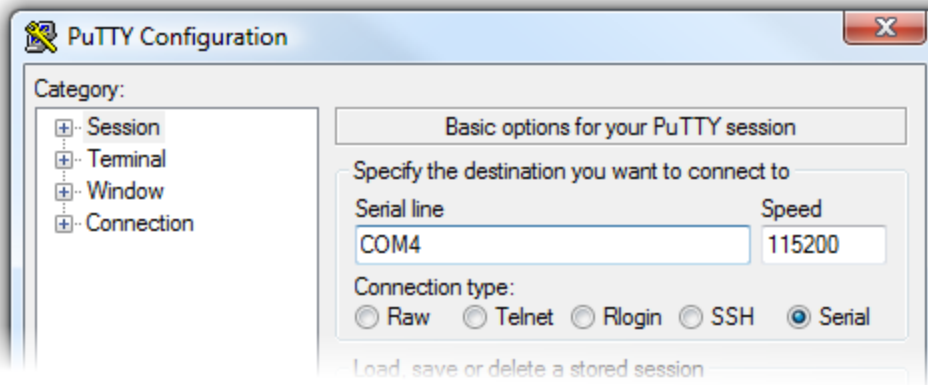 PuTTY Configuration
Category:
Session
Terminal
Window
Connection
Basic options for your PuTTY session
Specify the destination you want to connect to
Serial line Speed
COM4 115200
Connection type:
Raw Telnet Rlogin SSH Serial
Load, save or delete a stored session